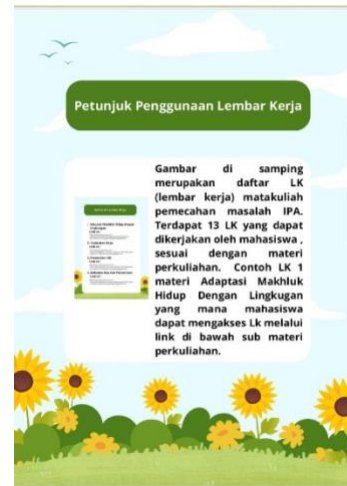 Petunjuk Penggunaan Lembar Kerja
Gambar di samping
merupakan daftar LK
(lembar kerja) matakuliah
pemecahan masalah IPA.
Terdapat 13 LK yang dapat
dikerjakan oleh mahasiswa ,
sesuai dengan materi
perkuliahan. Contoh LK 1
materi Adaptasi Makhluk
Hidup Dengan Lingkugan
yang mana mahasiswa
dapat mengakses Lk melalui
link di bawah sub materi
perkuliahan.